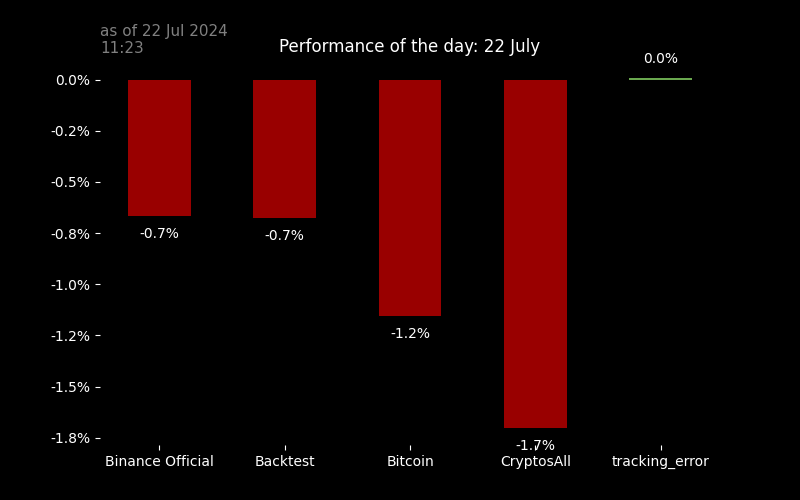 as of 22 Jul 2024
11:23
Performance of the day: 22 July
0.0%
0.0%
-0.2%
-0.5%
-0.8%
-0.7%
-0.7%
-1.0%
-1.2%
-1.2%
-1.5%
-1.8%
-1.7%
Binance Official
Backtest
Bitcoin
CryptosAll
tracking_error